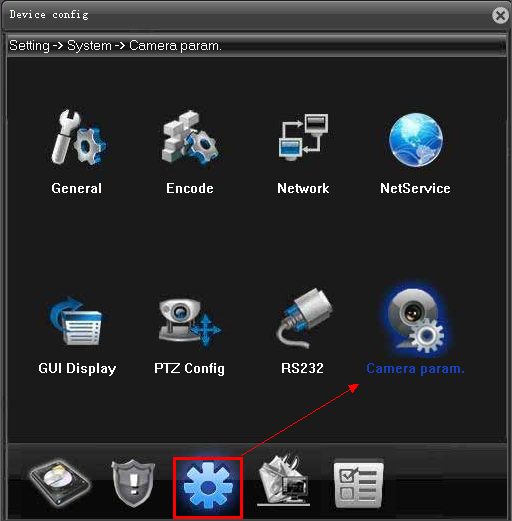 Device config
Setting -> System -> Camera param.
General
Encode
Network
NetService
GUI Display
PTZ Config
RS232
Camera param.